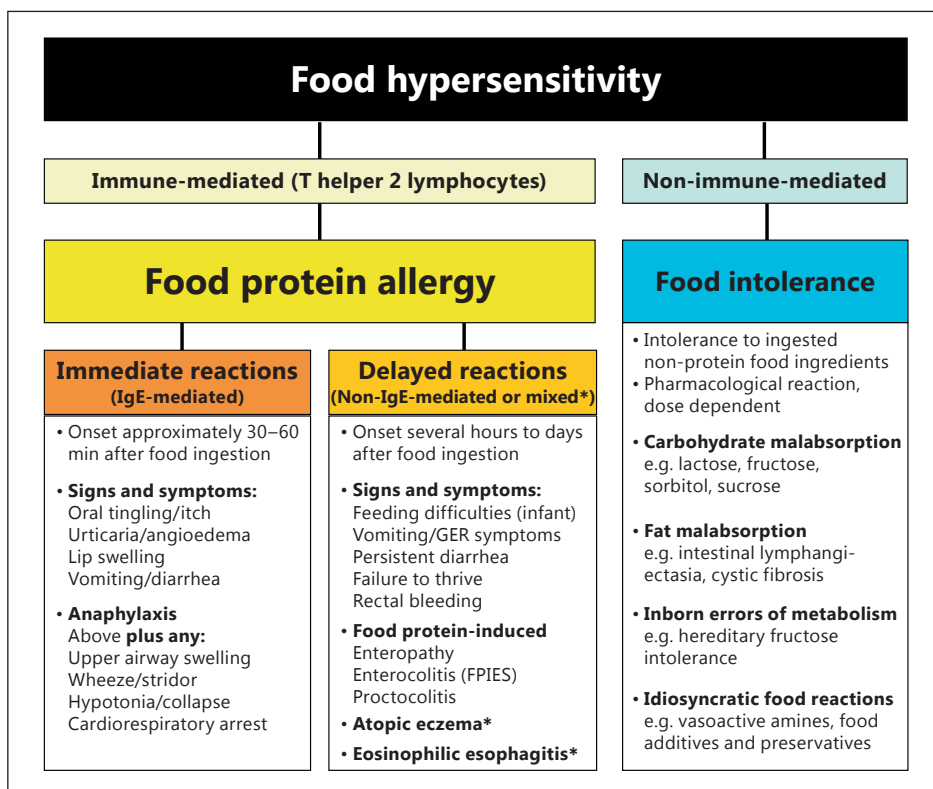 Food hypersensitivity
Immune-mediated (T helper 2 lymphocytes)
Non-immune-mediated
Food protein allergy
Food intolerance
Immediate reactions
(IgE-mediated)
• Onset approximately 30–60
min after food ingestion
• Signs and symptoms:
Oral tingling/itch
Urticaria/angioedema
Lip swelling
Vomiting/diarrhea
• Anaphylaxis
Above plus any:
Upper airway swelling
Wheeze/stridor
Hypotonia/collapse
Cardiorespiratory arrest
Delayed reactions
(Non-IgE-mediated or mixed*)
• Onset several hours to days
after food ingestion
• Signs and symptoms:
Feeding difficulties (infant)
Vomiting/GER symptoms
Persistent diarrhea
Failure to thrive
Rectal bleeding
• Food protein-induced
Enteropathy
Enterocolitis (FPIES)
Proctocolitis
• Atopic eczema*
• Eosinophilic esophagitis*
• Intolerance to ingested
non-protein food ingredients
• Pharmacological reaction,
dose dependent
• Carbohydrate malabsorption
e.g. lactose, fructose,
sorbitol, sucrose
• Fat malabsorption
e.g. intestinal lymphangi-
ectasia, cystic fibrosis
• Inborn errors of metabolism
e.g. hereditary fructose
intolerance
• Idiosyncratic food reactions
e.g. vasoactive amines, food
additives and preservatives